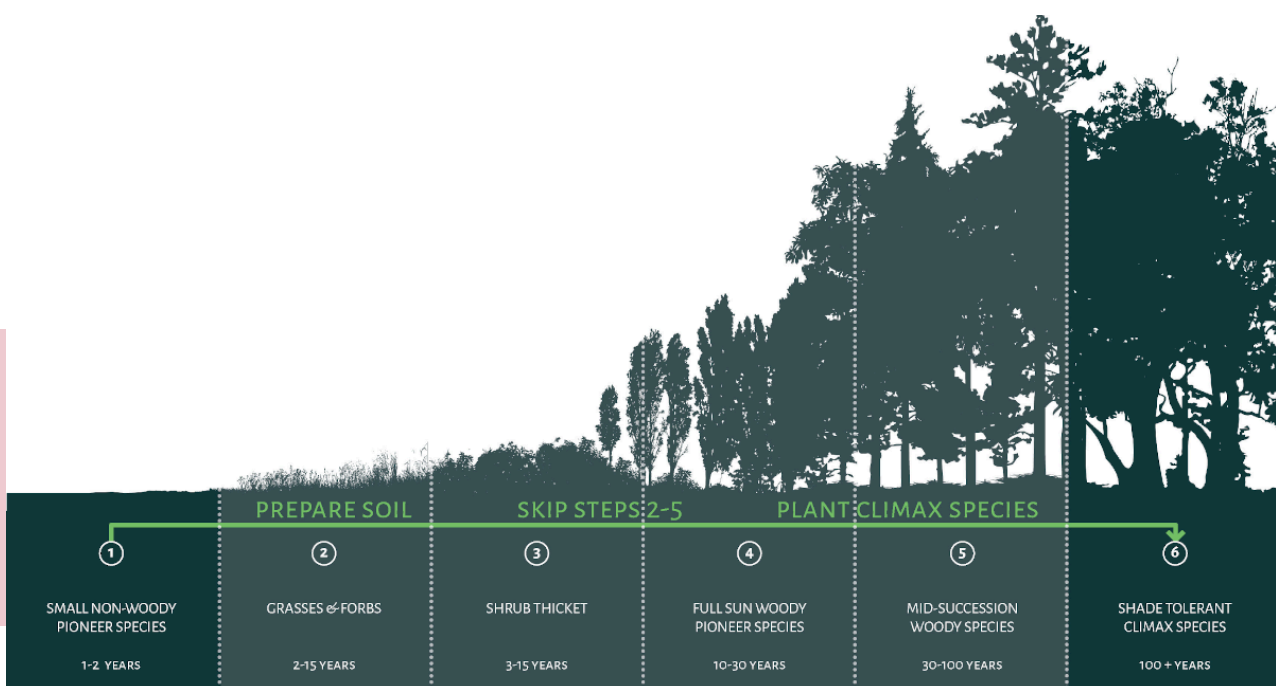 PREPARE SOIL SKIP STEPS 2-5 PLANT CLIMAX SPECIES
1
SMALL NON-WOODY
PIONEER SPECIES
1-2 YEARS
2
GRASSES & FORBS
2-15 YEARS
3
SHRUB THICKET
3-15 YEARS
4
FULL SUN WOODY
PIONEER SPECIES
10-30 YEARS
5
MID-SUCCESSION
WOODY SPECIES
30-100 YEARS
6
SHADE TOLERANT
CLIMAX SPECIES
100 + YEARS